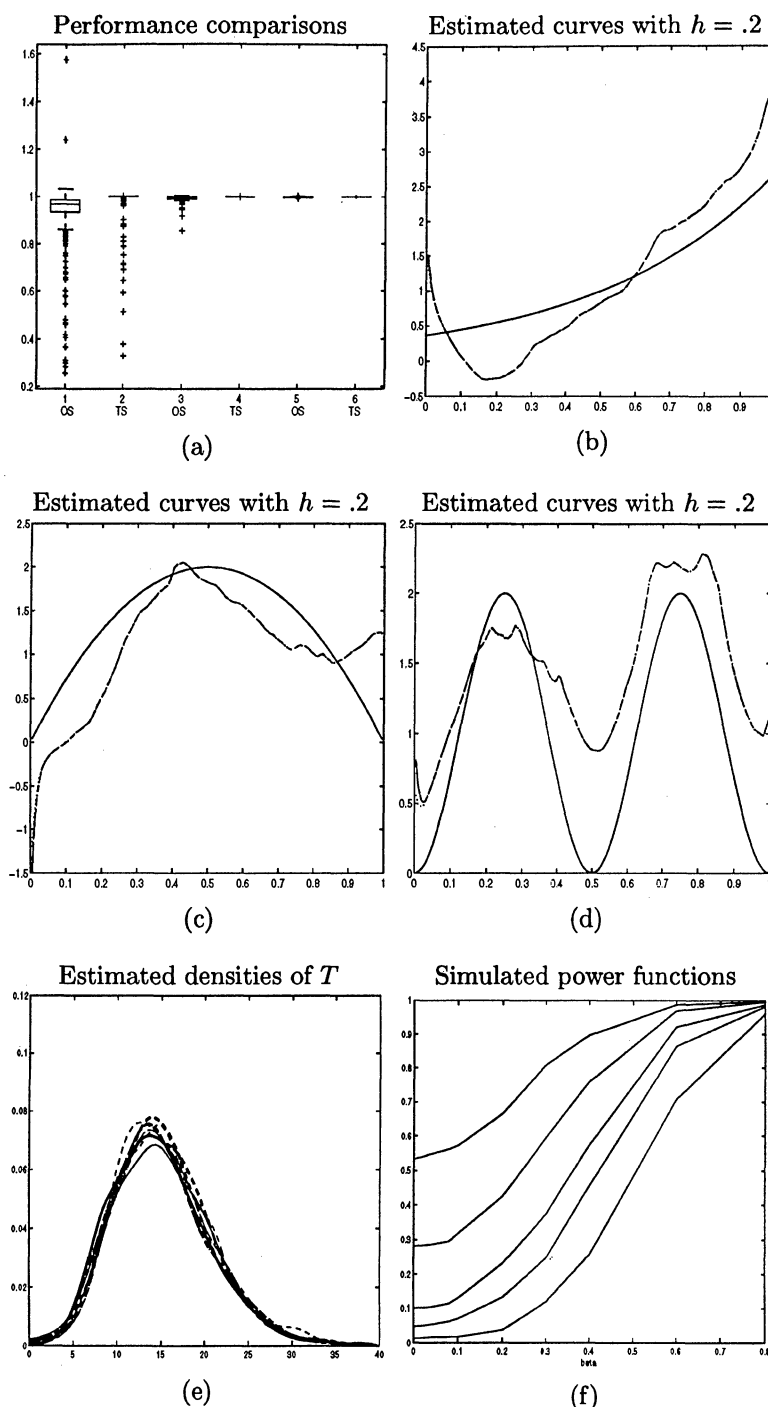 Performance comparisons
1.6
1.4
1.2
1
0.8
0.6
0.4
0.2
1 2 3 4 5 6
OS TS OS TS OS TS
(a)
Estimated curves with h = .2
4.5
4
3.5
3
2.5
2
1.5
1
0.5
0
-0.5
0 0.1 0.2 0.3 0.4 0.5 0.6 0.7 0.8 0.9
(b)
Estimated curves with h = .2
2.5
2
1.5
1
0.5
0
-0.5
-1
-1.5
0 0.1 0.2 0.3 0.4 0.5 0.6 0.7 0.8 0.9 1
(c)
Estimated curves with h = .2
2.5
2
1.5
1
0.5
0
0 0.1 0.2 0.3 0.4 0.5 0.6 0.7 0.8 0.9
(d)
Estimated densities of T
0.12
0.1
0.08
0.06
0.04
0.02
0
0 5 10 15 20 25 30 35 40
(e)
Simulated power functions
1
0.9
0.8
0.7
0.6
0.5
0.4
0.3
0.2
0.1
0
0 0.1 0.2 0.3 0.4 0.5 0.6 0.7 0.8
beta
(f)